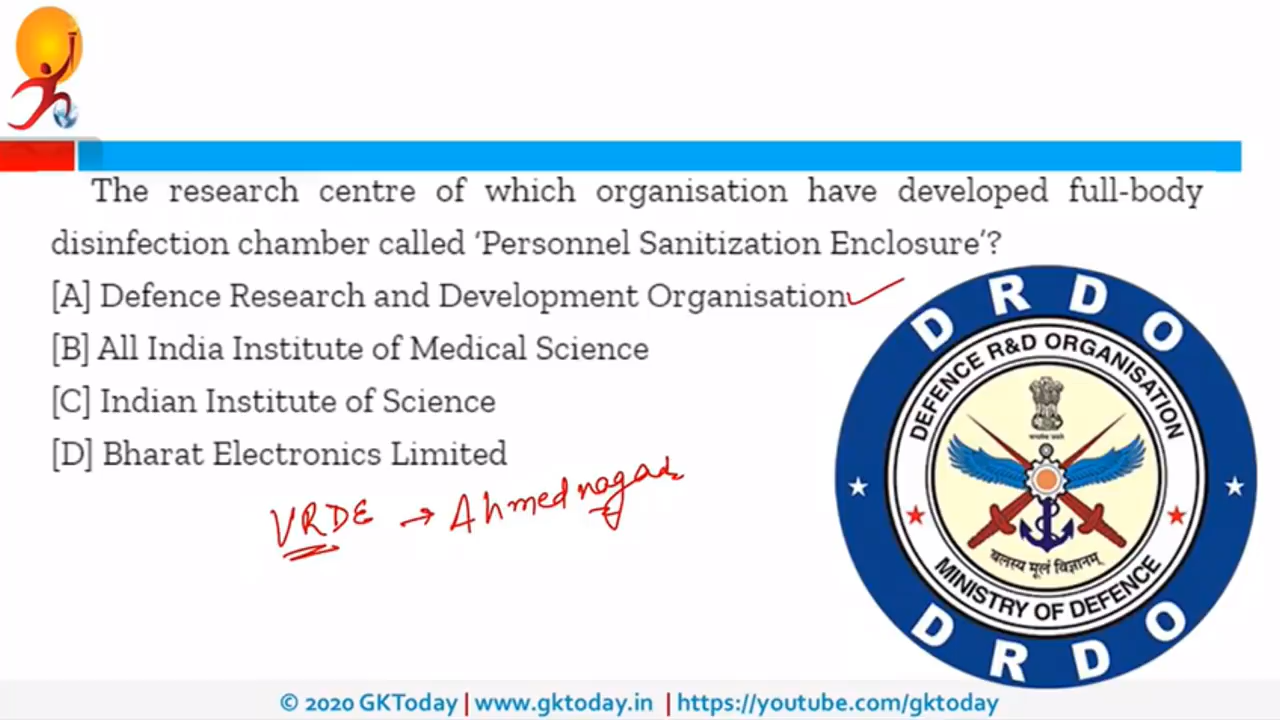 The research centre of which organisation have developed full-body
disinfection chamber called ‘Personnel Sanitization Enclosure’?
[A] Defence Research and Development Organisation
[B] All India Institute of Medical Science
[C] Indian Institute of Science
[D] Bharat Electronics Limited
VRDE → Ahmednagar
DRDO
DEFENCE R&D ORGANISATION
बलस्य मूलं विज्ञानम्
MINISTRY OF DEFENCE
DRDO
© 2020 GKToday | www.gktoday.in | https://youtube.com/gktoday